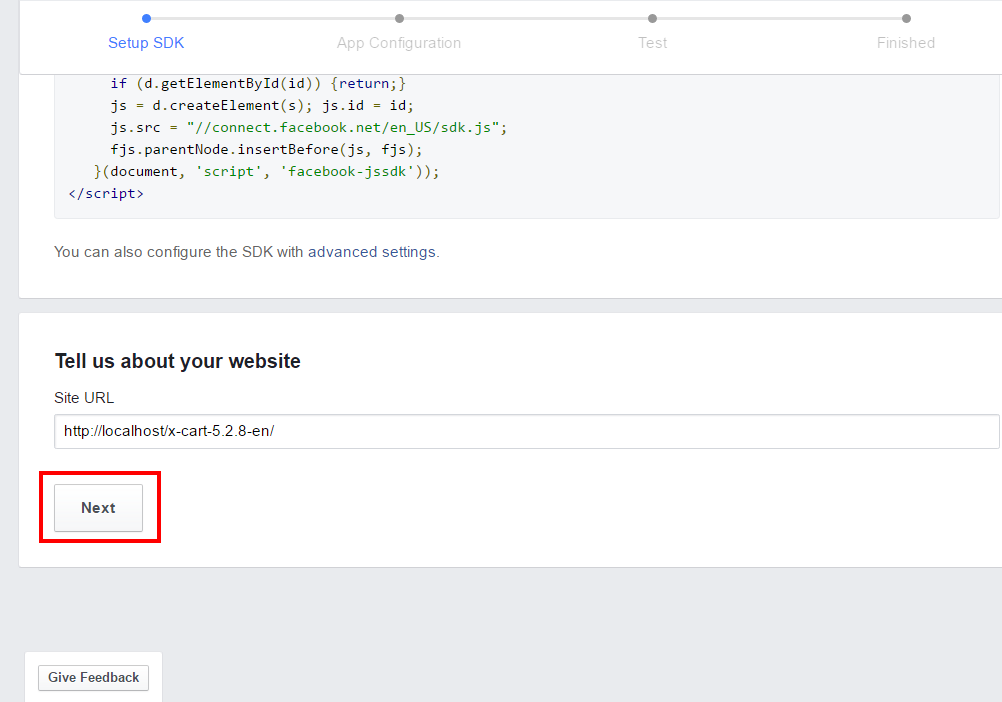 Setup SDK App Configuration Test Finished
if (d.getElementById(id)) {return;}
js = d.createElement(s); js.id = id;
js.src = "//connect.facebook.net/en_US/sdk.js";
fjs.parentNode.insertBefore(js, fjs);
}(document, 'script', 'facebook-jssdk'));
</script>
You can also configure the SDK with advanced settings.
Tell us about your website
Site URL
http://localhost/x-cart-5.2.8-en/
Next
Give Feedback